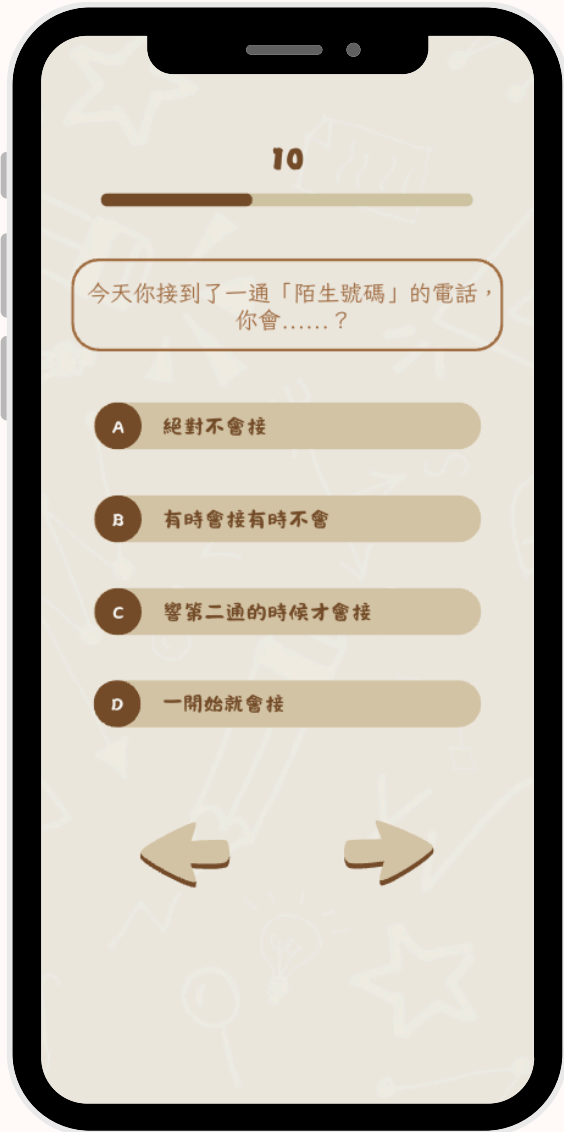 10
今天你接到了一通「陌生號碼」的電話，
你會……？
A 絕對不會接
B 有時會接有時不會
C 響第二通的時候才會接
D 一開始就會接